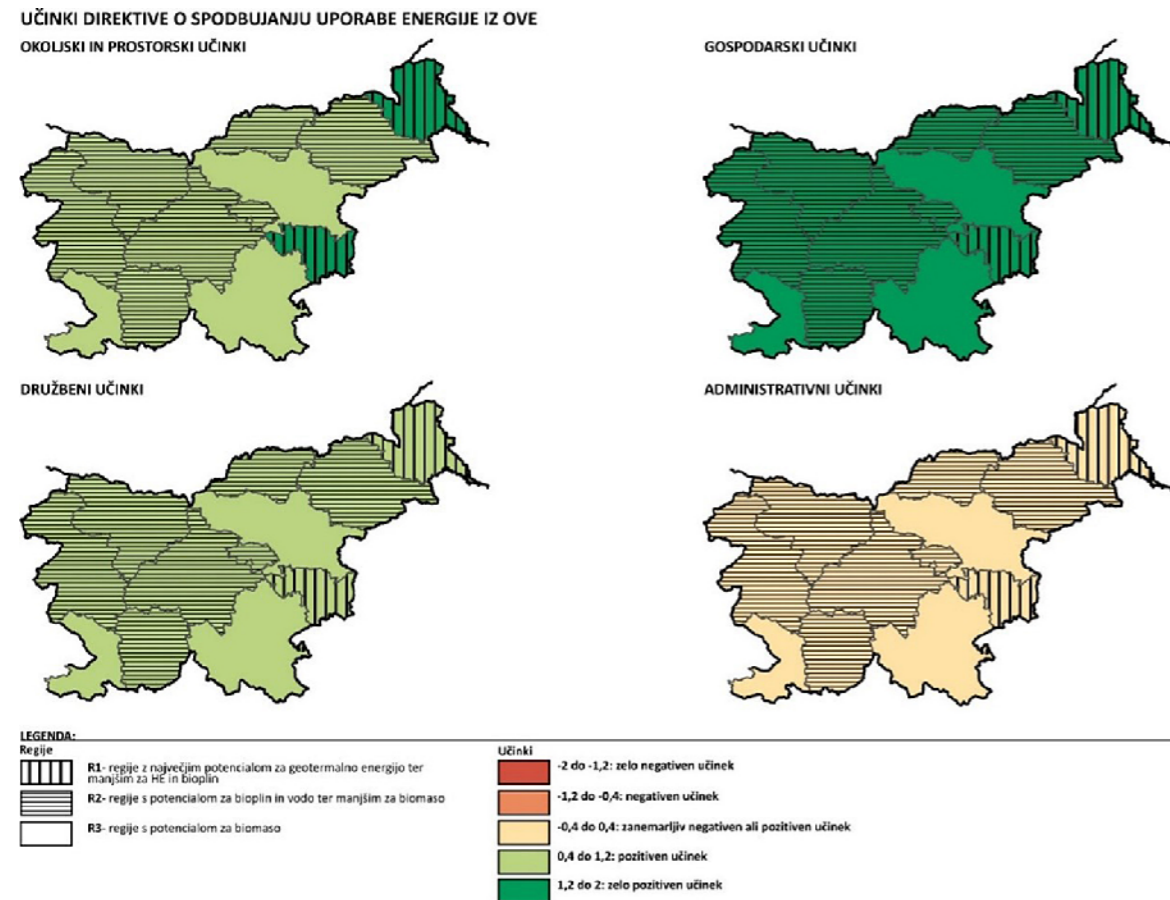 UČINKI DIREKTIVE O SPODBUJANJU UPORABE ENERGIJE IZ OVE
OKOLJSKI IN PROSTORSKI UČINKI
GOSPODARSKI UČINKI
DRUŽBENI UČINKI
ADMINISTRATIVNI UČINKI
LEGENDA:
Regije
R1- regije z največjim potencialom za geotermalno energijo ter
manjšim za HE in bioplin
R2- regije s potencialom za bioplin in vodo ter manjšim za biomaso
R3- regije s potencialom za biomaso
Učinki
-2 do -1,2: zelo negativen učinek
-1,2 do -0,4: negativen učinek
-0,4 do 0,4: zanemarljiv negativen ali pozitiven učinek
0,4 do 1,2: pozitiven učinek
1,2 do 2: zelo pozitiven učinek